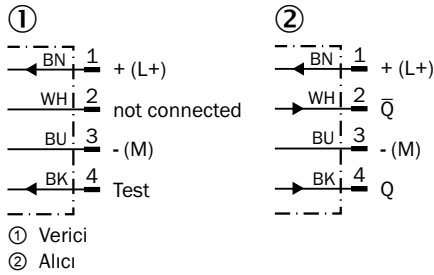 ① ②
BN 1 + (L+)
WH 2 not connected
BU 3 - (M)
BK 4 Test
BN 1 + (L+)
WH 2 Q̅
BU 3 - (M)
BK 4 Q
① Verici
② Alıcı